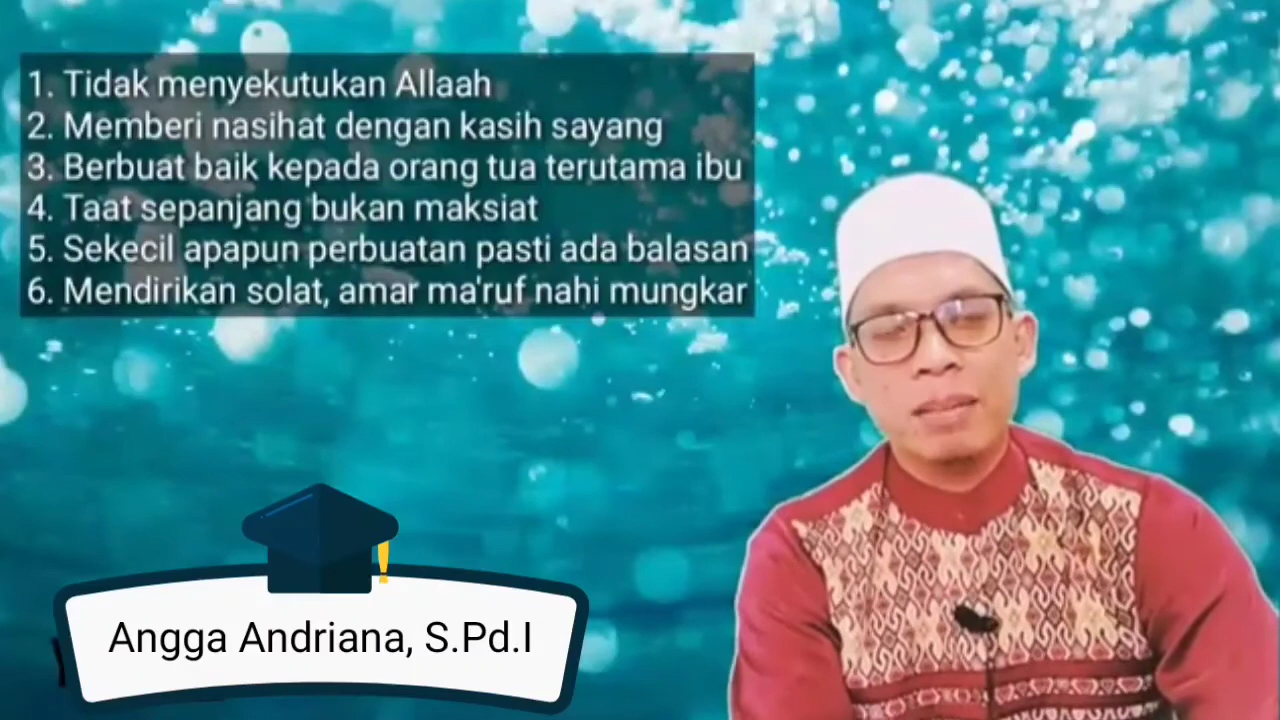 1. Tidak menyekutukan Allaah
2. Memberi nasihat dengan kasih sayang
3. Berbuat baik kepada orang tua terutama ibu
4. Taat sepanjang bukan maksiat
5. Sekecil apapun perbuatan pasti ada balasan
6. Mendirikan solat, amar ma'ruf nahi mungkar
Angga Andriana, S.Pd.I